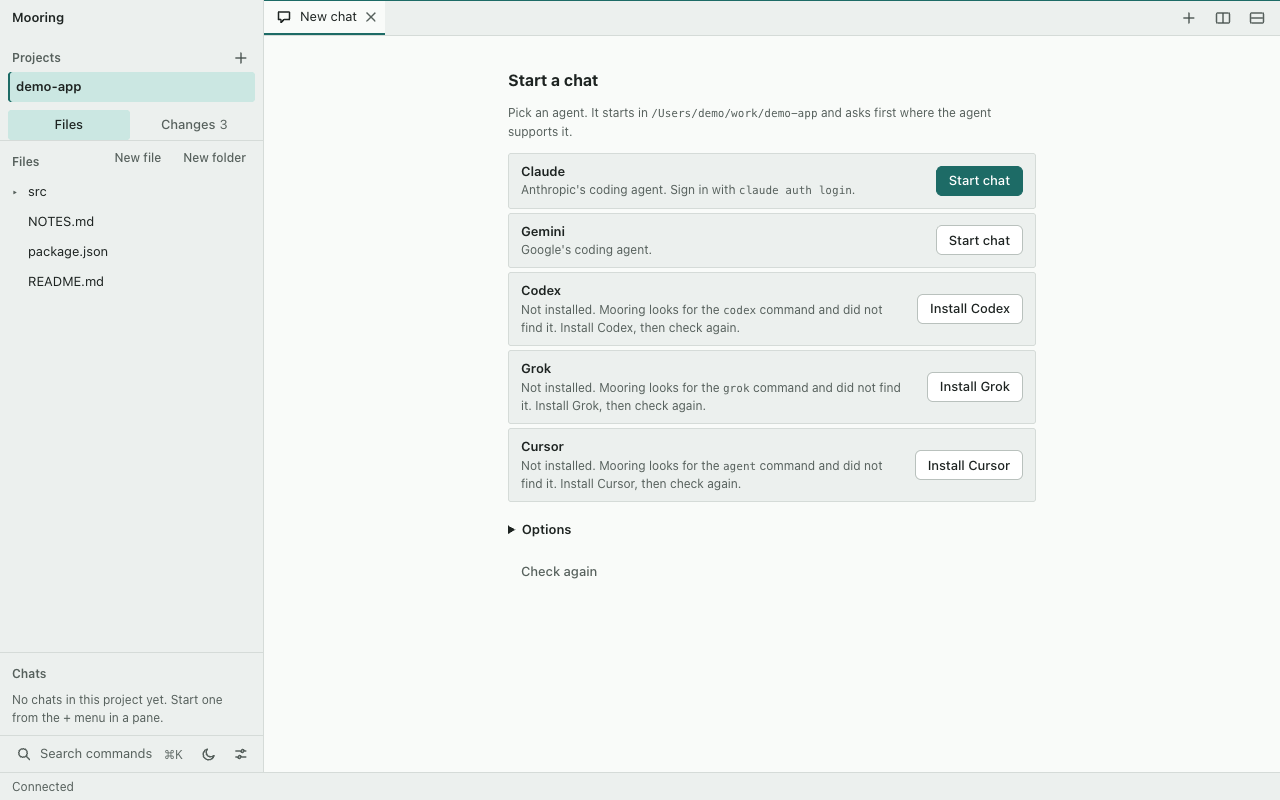 Mooring
New chat
Projects
demo-app
Files
Changes 3
Files
New file
New folder
src
NOTES.md
package.json
README.md
Chats
No chats in this project yet. Start one
from the + menu in a pane.
Search commands ⌘K
Connected
Start a chat
Pick an agent. It starts in /Users/demo/work/demo-app and asks first where the agent
supports it.
Claude
Anthropic's coding agent. Sign in with claude auth login.
Start chat
Gemini
Google's coding agent.
Start chat
Codex
Not installed. Mooring looks for the codex command and did not
find it. Install Codex, then check again.
Install Codex
Grok
Not installed. Mooring looks for the grok command and did not find
it. Install Grok, then check again.
Install Grok
Cursor
Not installed. Mooring looks for the agent command and did not
find it. Install Cursor, then check again.
Install Cursor
Options
Check again